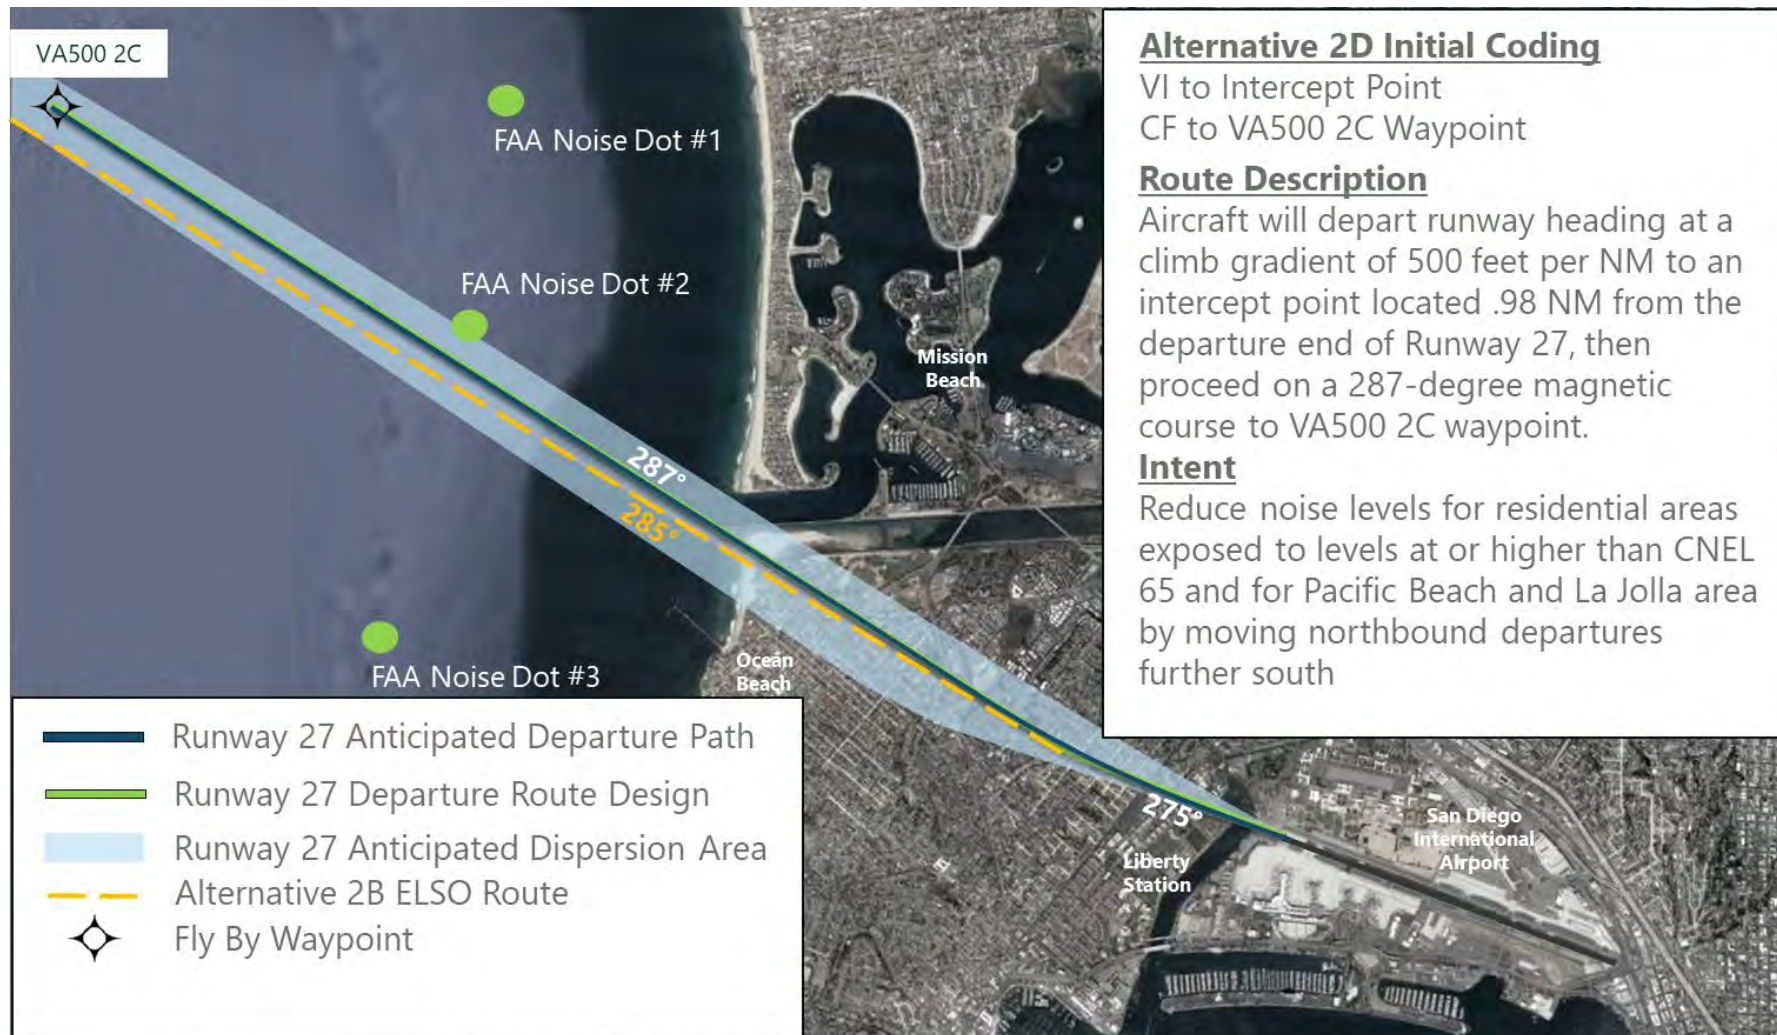 VA500 2C
FAA Noise Dot #1
FAA Noise Dot #2
Mission
Beach
287°
285°
FAA Noise Dot #3
Ocean
Beach
275°
San Diego
International
Airport
Liberty
Station
Alternative 2D Initial Coding
VI to Intercept Point
CF to VA500 2C Waypoint
Route Description
Aircraft will depart runway heading at a
climb gradient of 500 feet per NM to an
intercept point located .98 NM from the
departure end of Runway 27, then
proceed on a 287-degree magnetic
course to VA500 2C waypoint.
Intent
Reduce noise levels for residential areas
exposed to levels at or higher than CNEL
65 and for Pacific Beach and La Jolla area
by moving northbound departures
further south
Runway 27 Anticipated Departure Path
Runway 27 Departure Route Design
Runway 27 Anticipated Dispersion Area
Alternative 2B ELSO Route
Fly By Waypoint